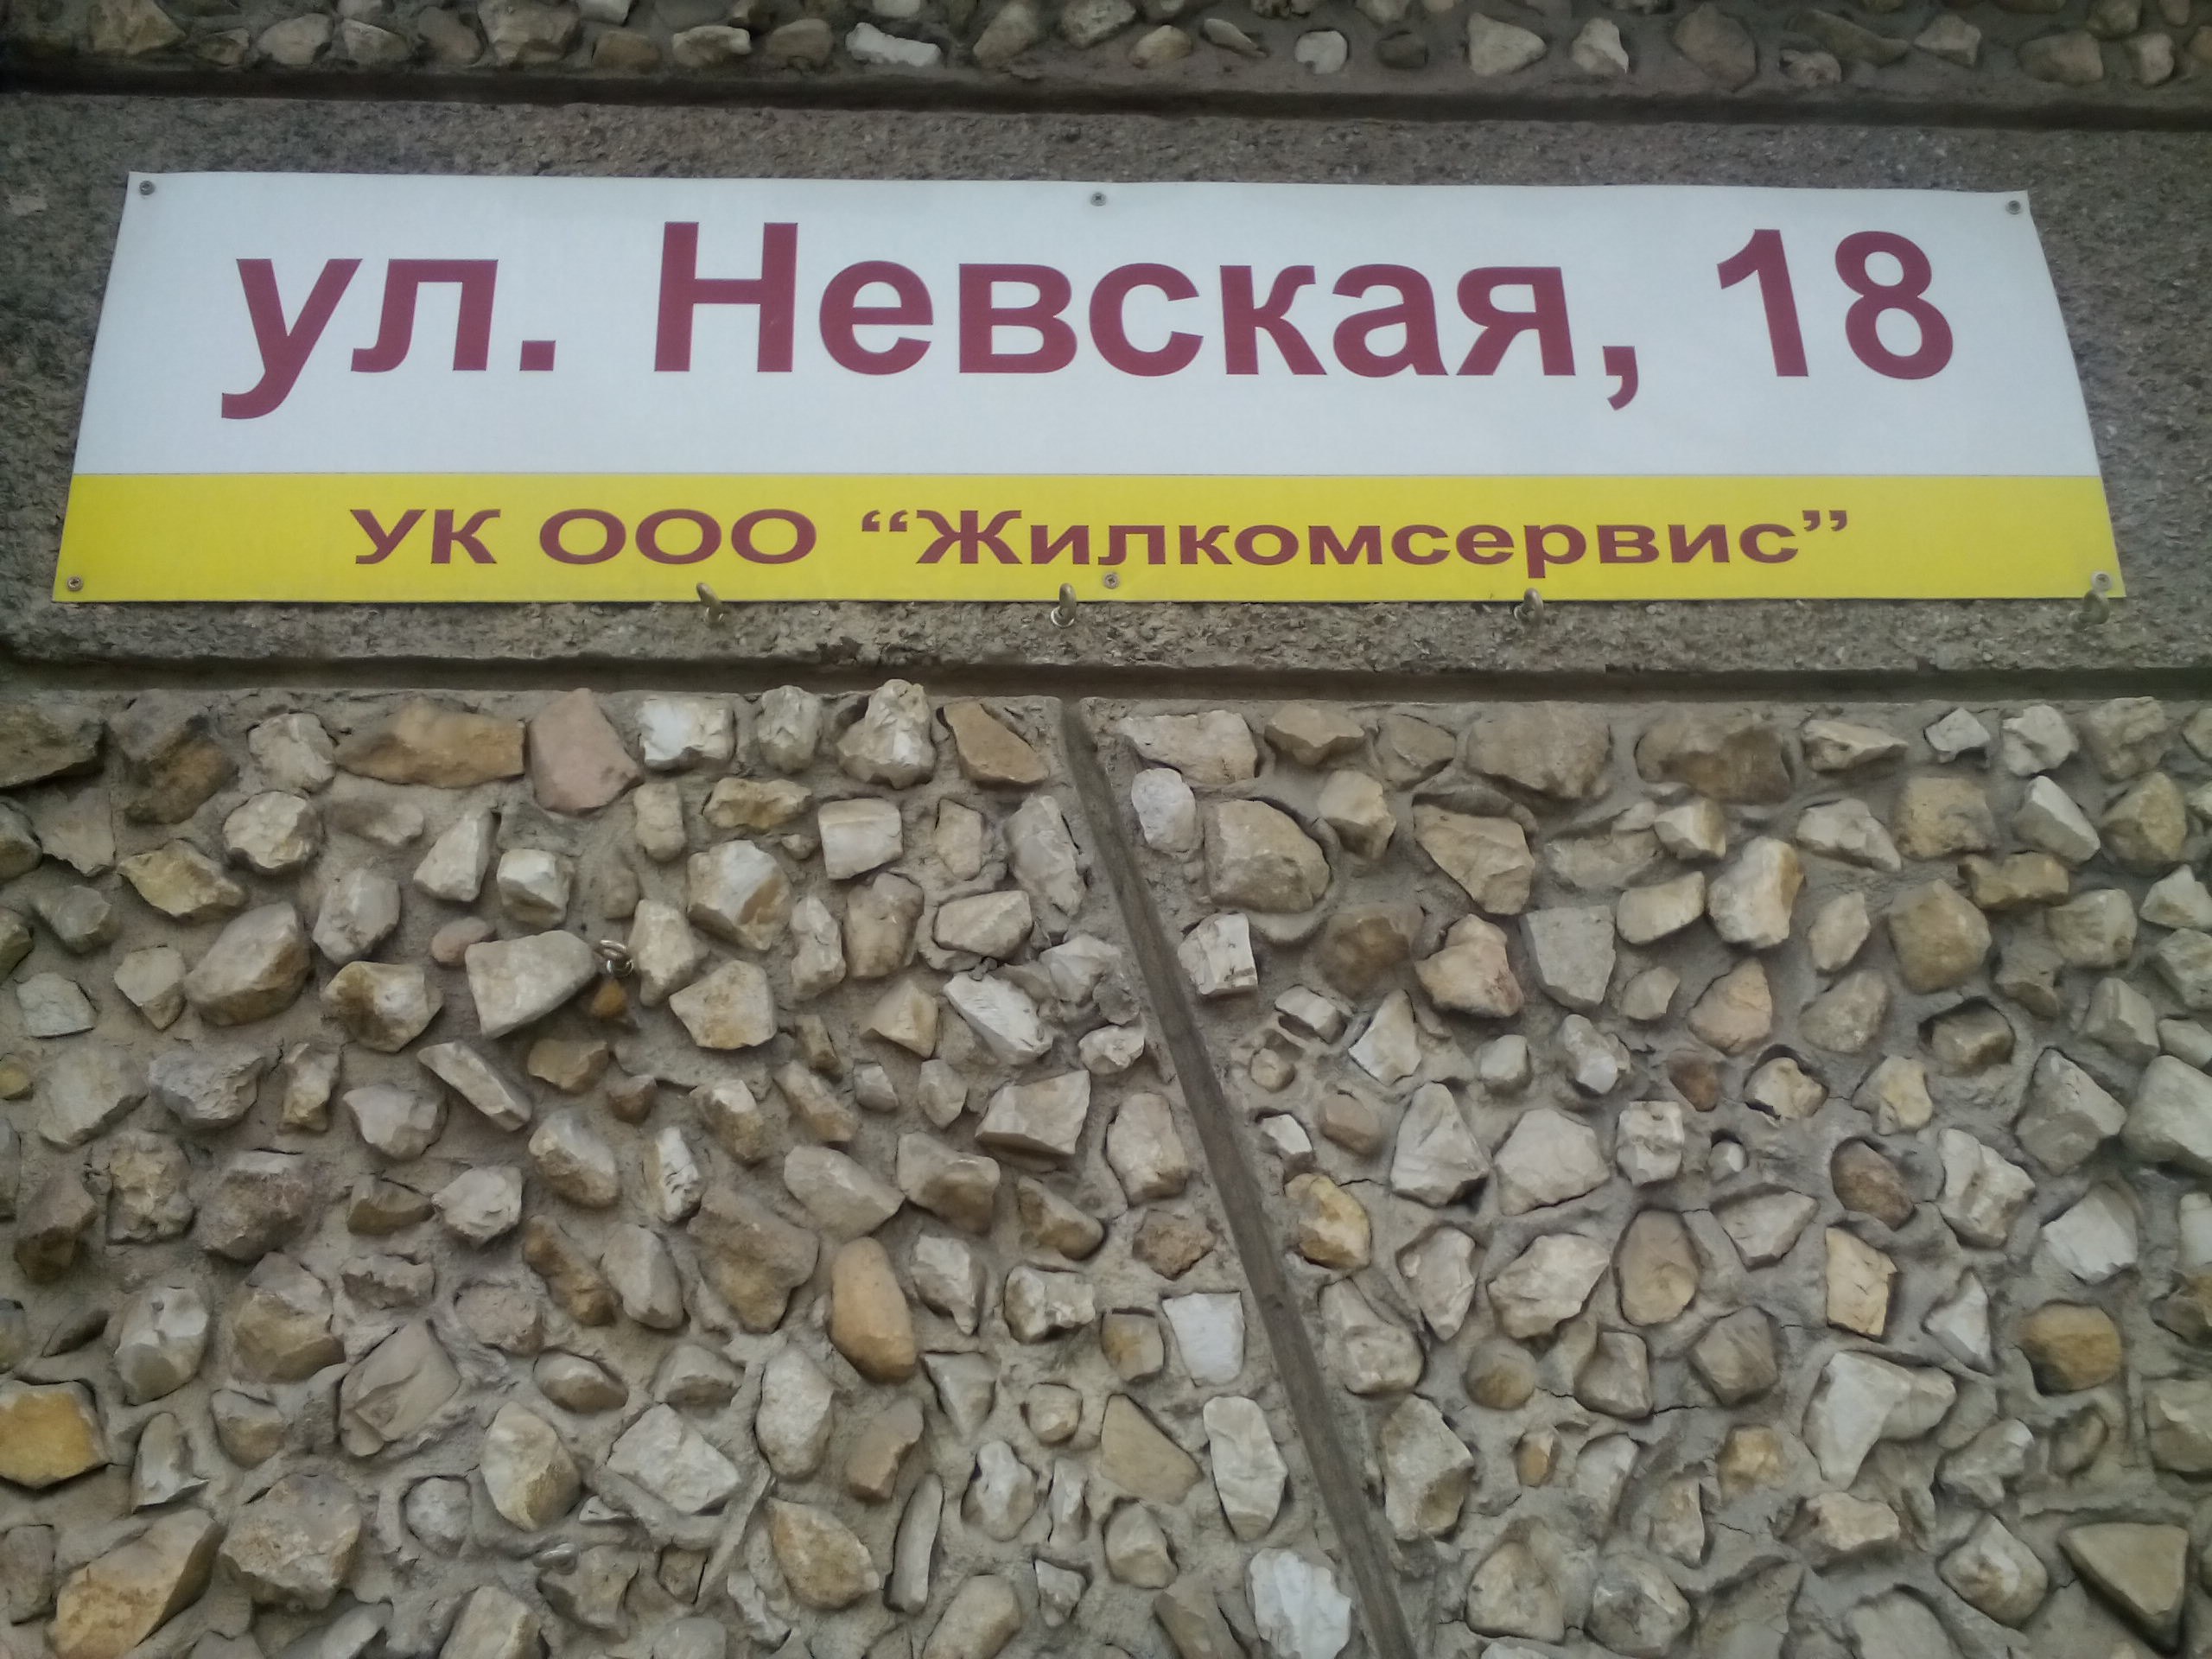 ул. Невская, 18
УК ООО “Жилкомсервис”